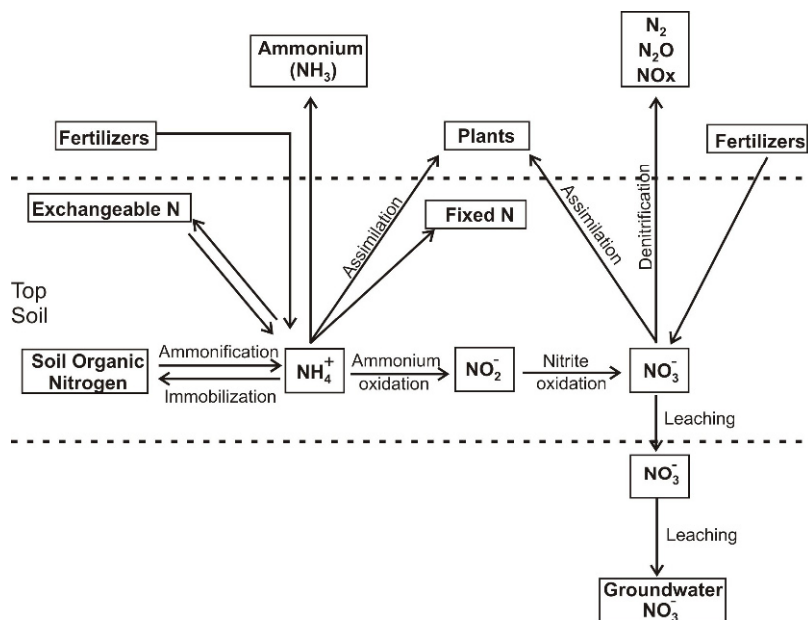 N₂
N₂O
NOx
Ammonium
(NH₃)
Fertilizers
Plants
Fertilizers
Exchangeable N
Assimilation
Fixed N
Assimilation
Denitrification
Top
Soil
Soil Organic
Nitrogen
Ammonification
Immobilization
NH₄⁺
Ammonium
oxidation
NO₂⁻
Nitrite
oxidation
NO₃⁻
Leaching
NO₃⁻
Leaching
Groundwater
NO₃⁻